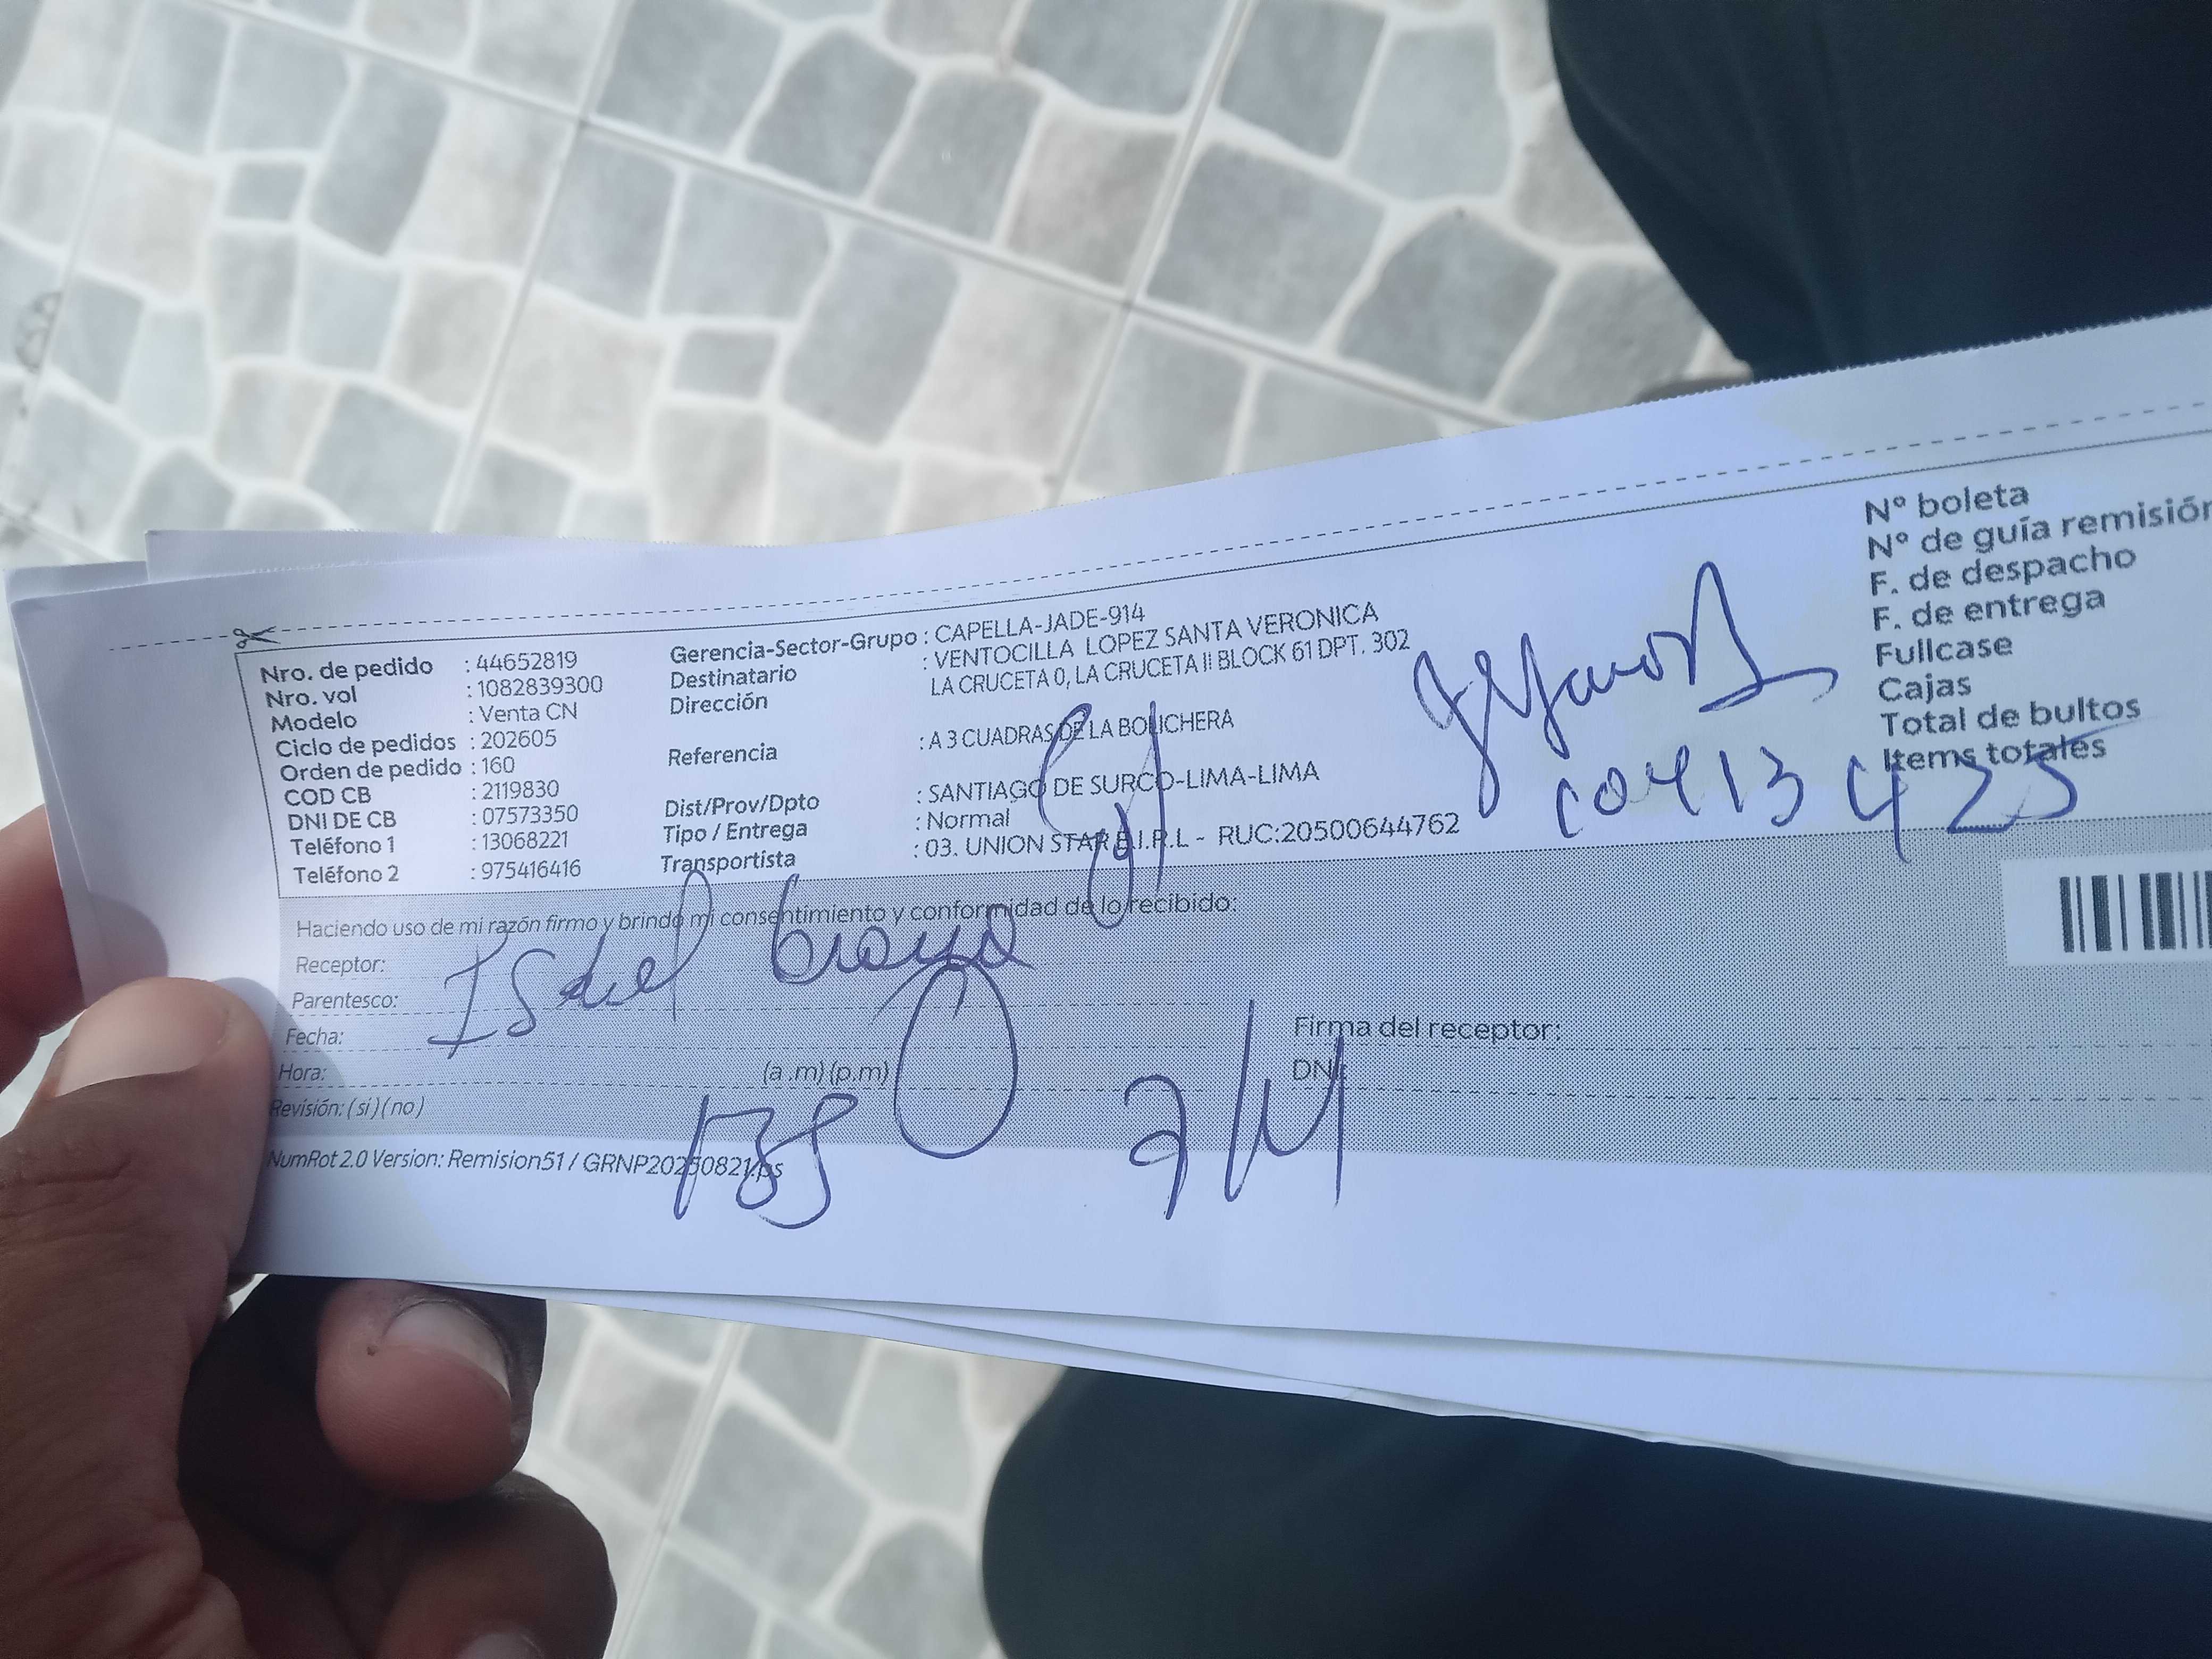 Nro. de pedido : 44652819
Nro. vol : 1082839300
Modelo : Venta CN
Ciclo de pedidos : 202605
Orden de pedido : 160
COD CB : 2119830
DNI DE CB : 07573350
Teléfono 1 : 13068221
Teléfono 2 : 975416416
Gerencia-Sector-Grupo : CAPELLA-JADE-914
Destinatario : VENTOCILLA LOPEZ SANTA VERONICA
Dirección LA CRUCETA 0, LA CRUCETA II BLOCK 61 DPT. 302
Referencia : A 3 CUADRAS DE LA BOLICHERA
Dist/Prov/Dpto : SANTIAGO DE SURCO-LIMA-LIMA
Tipo / Entrega : Normal
Transportista : 03. UNION STAR E.I.R.L - RUC:20500644762
Nº boleta
Nº de guía remisión
F. de despacho
F. de entrega
Fullcase
Cajas
Total de bultos
Items totales
Haciendo uso de mi razón firmo y brindo mi consentimiento y conformidad de lo recibido:
Receptor:
Parentesco:
Fecha:
Hora: (a .m) (p.m)
Revisión: ( si ) ( no )
Firma del receptor:
DNI:
NumRot 2.0 Version: Remision51 / GRNP20250821.ps